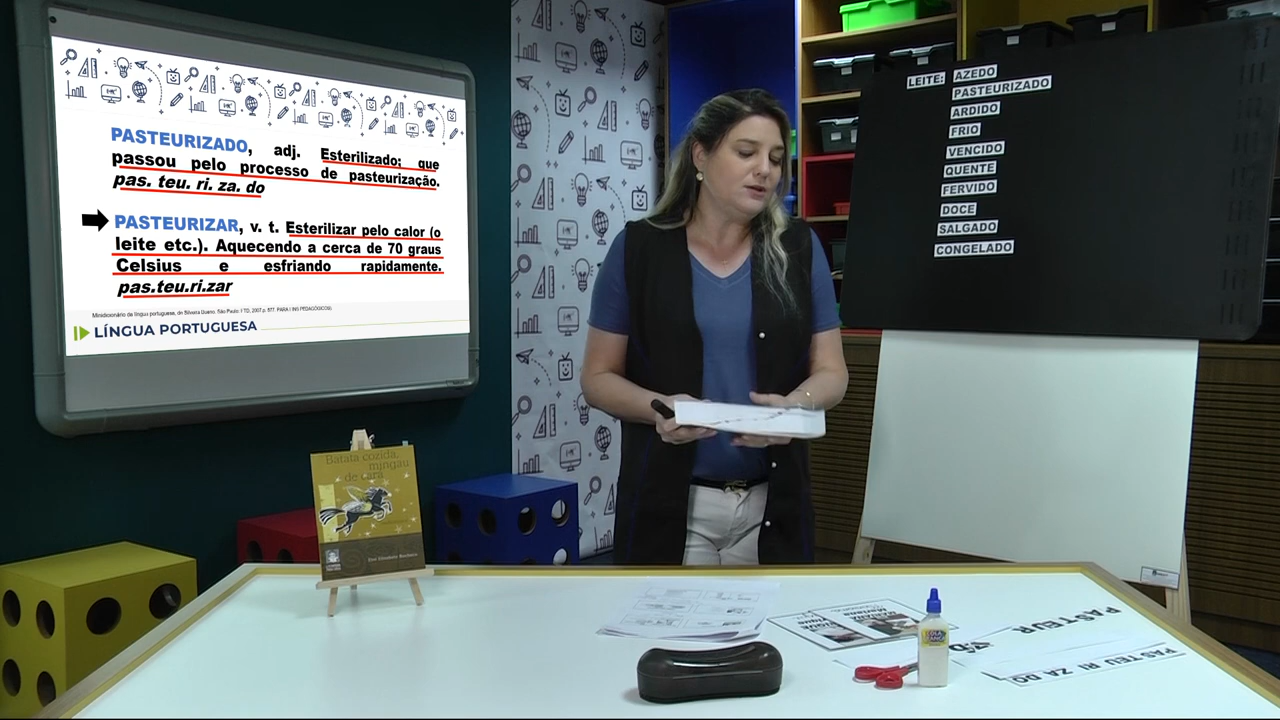 PASTEURIZADO, adj. Esterilizado; que
passou pelo processo de pasteurização.
pas. teu. ri. za. do
PASTEURIZAR, v. t. Esterilizar pelo calor (o
leite etc.). Aquecendo a cerca de 70 graus
Celsius e esfriando rapidamente.
pas.teu.ri.zar
LÍNGUA PORTUGUESA
LEITE: AZEDO
PASTEURIZADO
ARDIDO
FRIO
VENCIDO
QUENTE
FERVIDO
DOCE
SALGADO
CONGELADO
Batata cozida,
mingau
de cará
PASTEUR
PAS TEU RI ZA DO
COLA